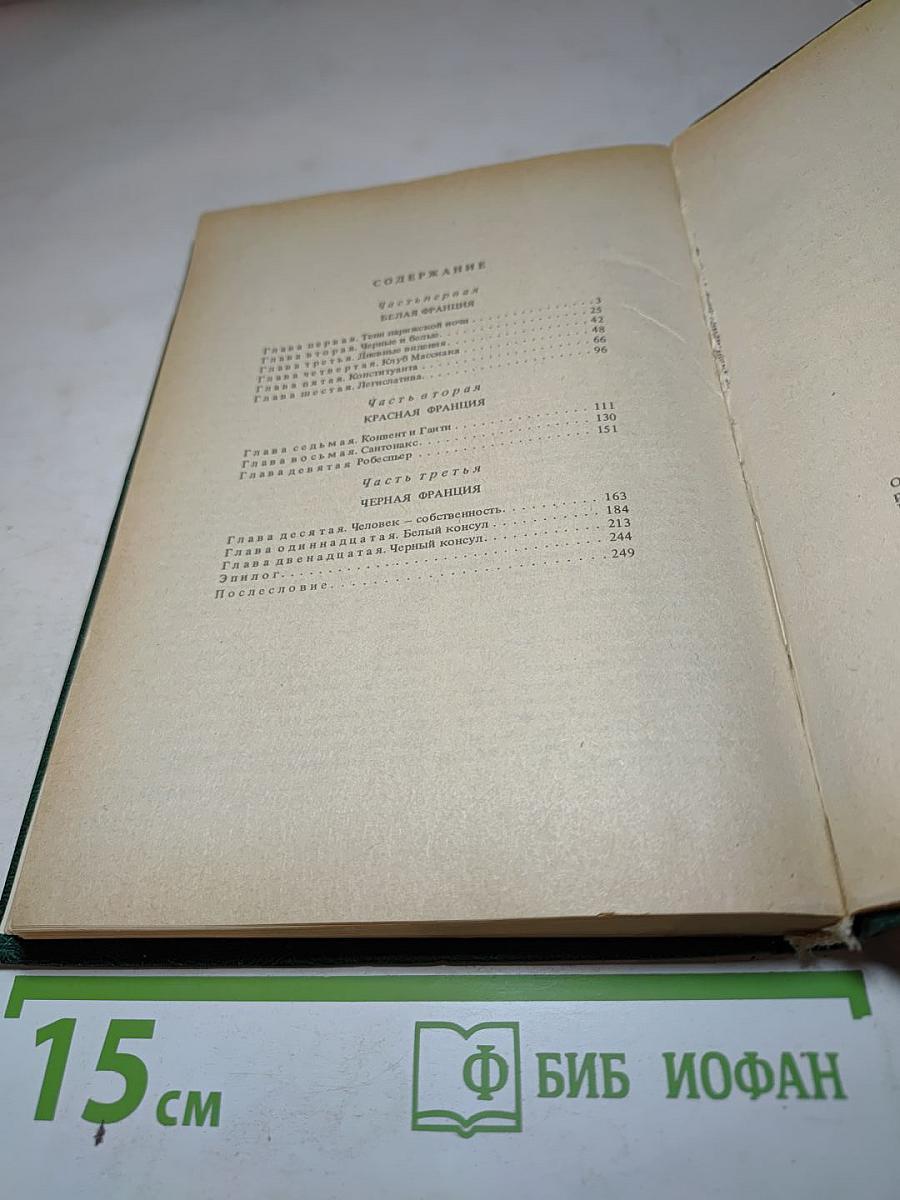 СОДЕРЖАНИЕ
Часть первая
БЕЛАЯ ФРАНЦИЯ
Глава первая. Тени парижской ночи . . . . . . . . . . 3
Глава вторая. Черные и белые. . . . . . . . . . 25
Глава третья. Дневные видения. . . . . . . . . . 42
Глава четвертая. Клуб Массиака . . . . . . . . . . 48
Глава пятая. Конституанта . . . . . . . . . . 66
Глава шестая. Легислатива. . . . . . . . . . 96
Часть вторая
КРАСНАЯ ФРАНЦИЯ
Глава седьмая. Конвент и Гаити . . . . . . . . . . 111
Глава восьмая. Сантонакс. . . . . . . . . . 130
Глава девятая Робеспьер . . . . . . . . . . 151
Часть третья
ЧЕРНАЯ ФРАНЦИЯ
Глава десятая. Человек — собственность. . . . . . . . . . 163
Глава одиннадцатая. Белый консул . . . . . . . . . . 184
Глава двенадцатая. Черный консул. . . . . . . . . . 213
Эпилог. . . . . . . . . . 244
Послесловие. . . . . . . . . . 249
15 см
Ф БИБ ИОФАН